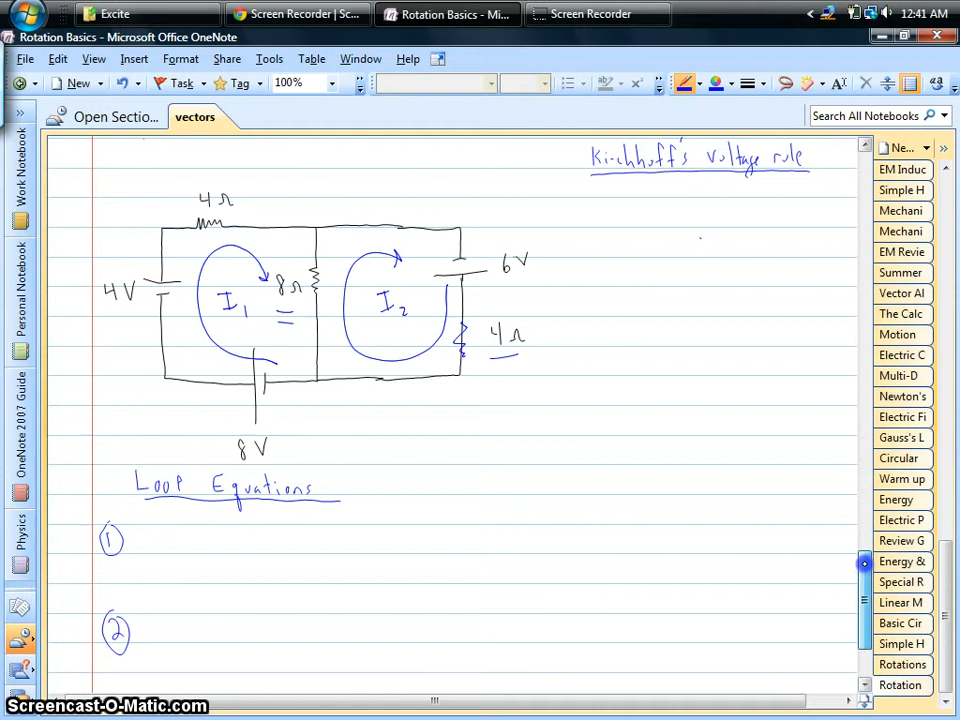 Excite
Screen Recorder | Sc...
Rotation Basics - Mi...
Screen Recorder
12:41 AM
Rotation Basics - Microsoft Office OneNote
File Edit View Insert Format Share Tools Table Window Help
New Task Tag 100%
Open Sectio...
vectors
Search All Notebooks
Work Notebook
Personal Notebook
OneNote 2007 Guide
Physics
Kirchhoff's voltage rule
4 Ω
4 V
I1
8 Ω
I2
6 V
4 Ω
8 V
Loop Equations
1
2
Ne...
EM Induc
Simple H
Mechani
Mechani
EM Revie
Summer
Vector Al
The Calc
Motion
Electric C
Multi-D
Newton's
Electric Fi
Gauss's L
Circular
Warm up
Energy
Electric P
Review G
Energy &
Special R
Linear M
Basic Cir
Simple H
Rotations
Rotation
Screencast-O-Matic.com